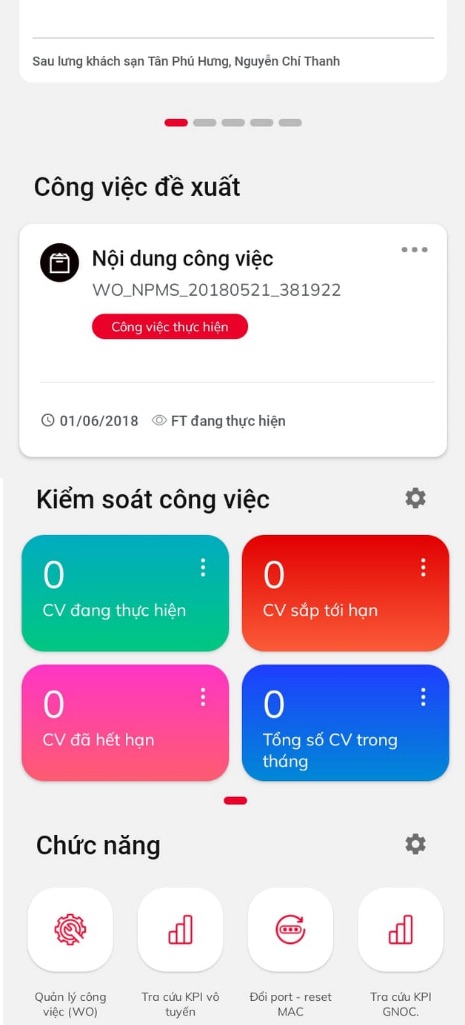 Sau lưng khách sạn Tân Phú Hưng, Nguyễn Chí Thanh
Công việc đề xuất
Nội dung công việc
WO_NPMS_20180521_381922
Công việc thực hiện
01/06/2018 FT đang thực hiện
Kiểm soát công việc
0
CV đang thực hiện
0
CV sắp tới hạn
0
CV đã hết hạn
0
Tổng số CV trong
tháng
Chức năng
Quản lý công
việc (WO)
Tra cứu KPI vô
tuyến
Đổi port - reset
MAC
Tra cứu KPI
GNOC.